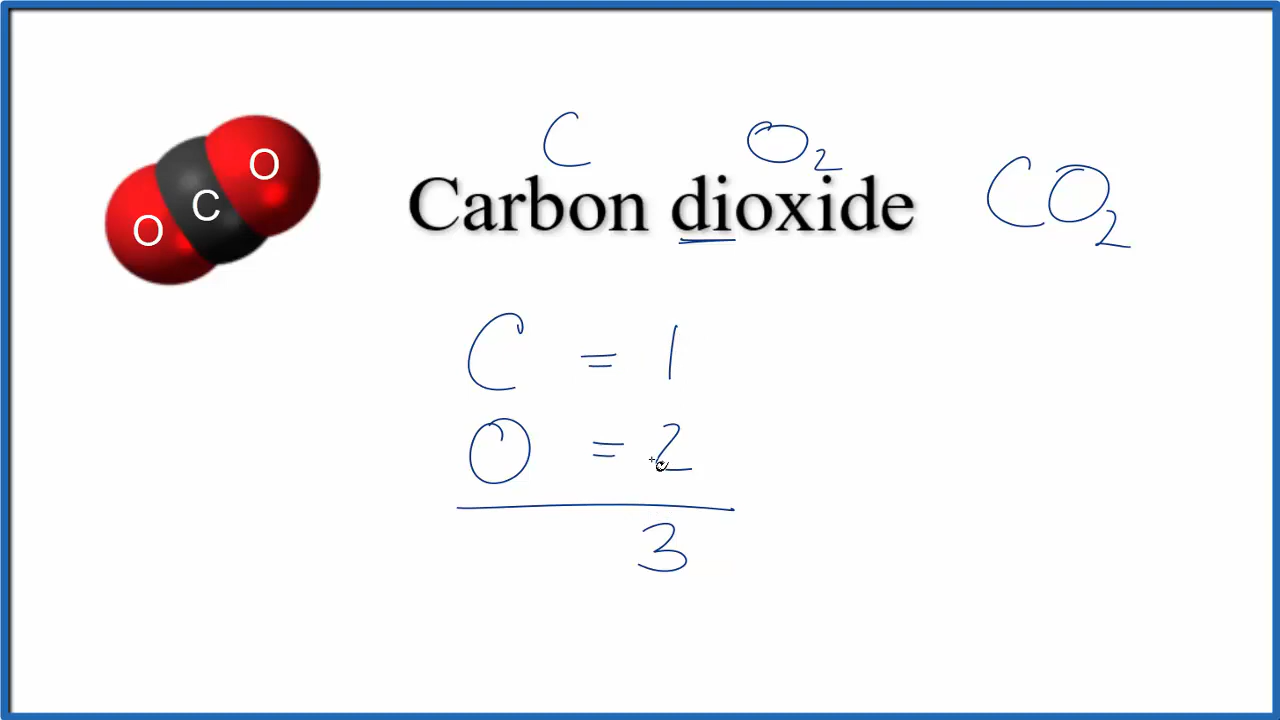 C O₂
O C O Carbon dioxide CO₂
C = 1
O = 2
3